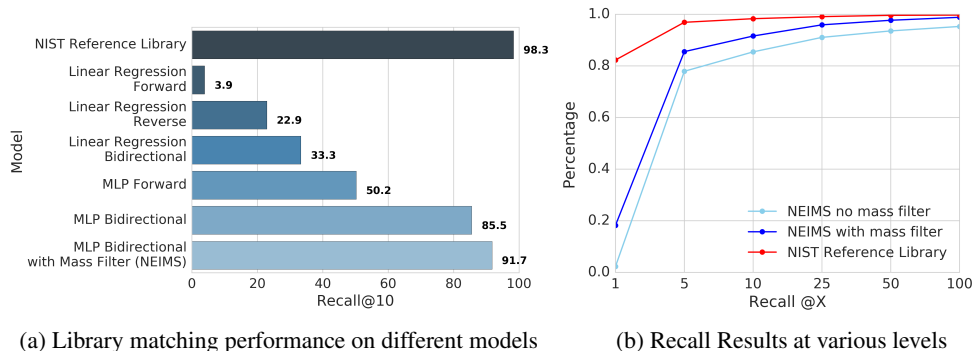 NIST Reference Library
98.3
Linear Regression
Forward
3.9
Linear Regression
Reverse
22.9
Linear Regression
Bidirectional
33.3
MLP Forward
50.2
MLP Bidirectional
85.5
MLP Bidirectional
with Mass Filter (NEIMS)
91.7
Model
0 20 40 60 80 100
Recall@10
(a) Library matching performance on different models
1.0
0.8
0.6
0.4
0.2
0.0
Percentage
NEIMS no mass filter
NEIMS with mass filter
NIST Reference Library
1 5 10 25 50 100
Recall @X
(b) Recall Results at various levels